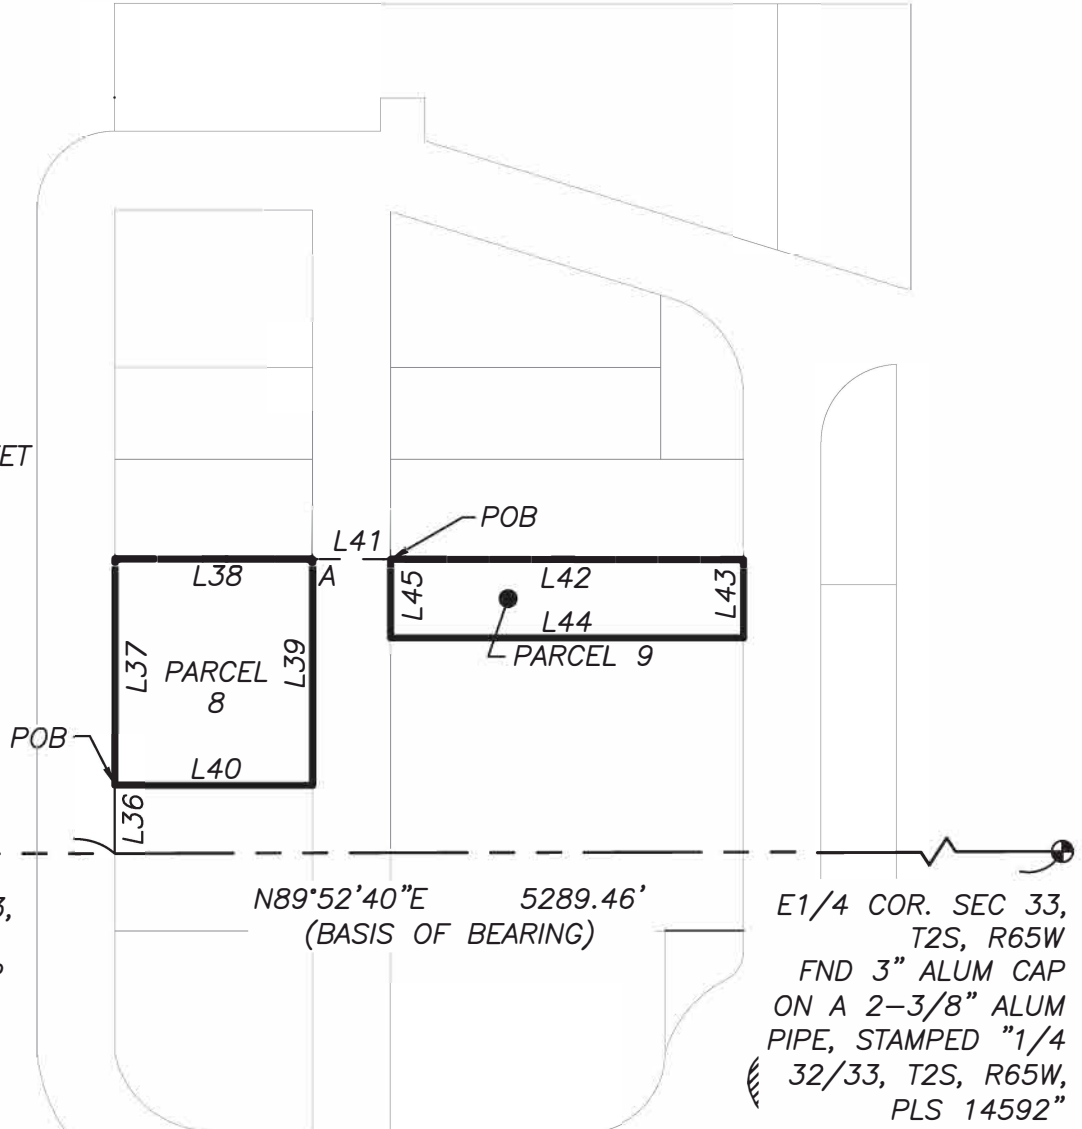 ET
POB
L41
L38
A
L45
L42
L43
L44
PARCEL 9
L37
PARCEL
8
L39
POB
L40
L36
N89°52'40"E 5289.46'
(BASIS OF BEARING)
3,
E1/4 COR. SEC 33,
T2S, R65W
FND 3" ALUM CAP
ON A 2-3/8" ALUM
PIPE, STAMPED "1/4
32/33, T2S, R65W,
PLS 14592"